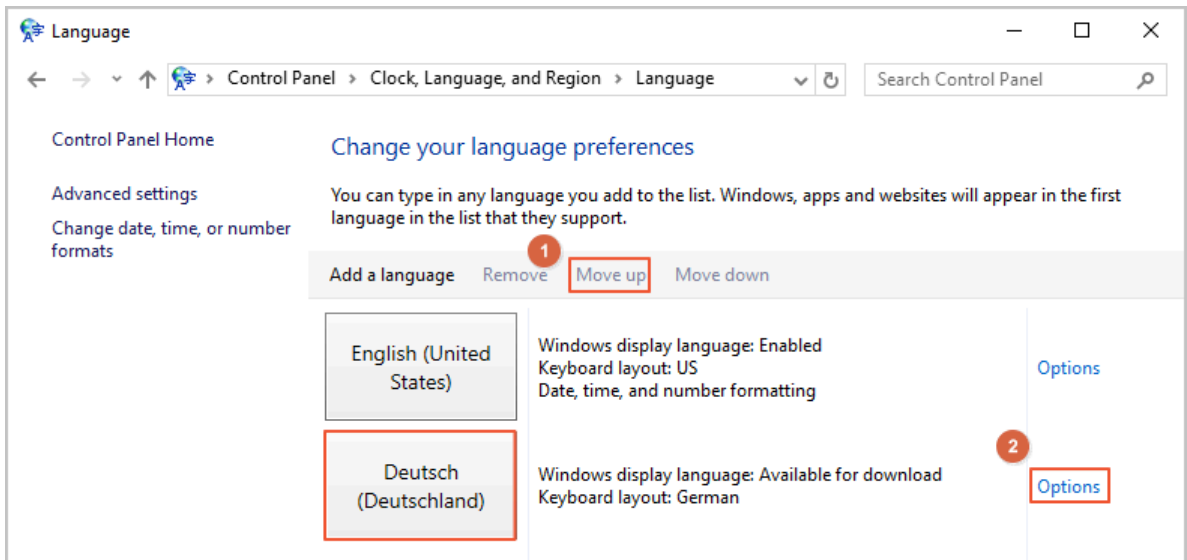 Language
Control Panel > Clock, Language, and Region > Language
Search Control Panel
Control Panel Home
Advanced settings
Change date, time, or number
formats
Change your language preferences
You can type in any language you add to the list. Windows, apps and websites will appear in the first
language in the list that they support.
1
Add a language Remove Move up Move down
English (United
States)
Windows display language: Enabled
Keyboard layout: US
Date, time, and number formatting
Options
2
Deutsch
(Deutschland)
Windows display language: Available for download
Keyboard layout: German
Options